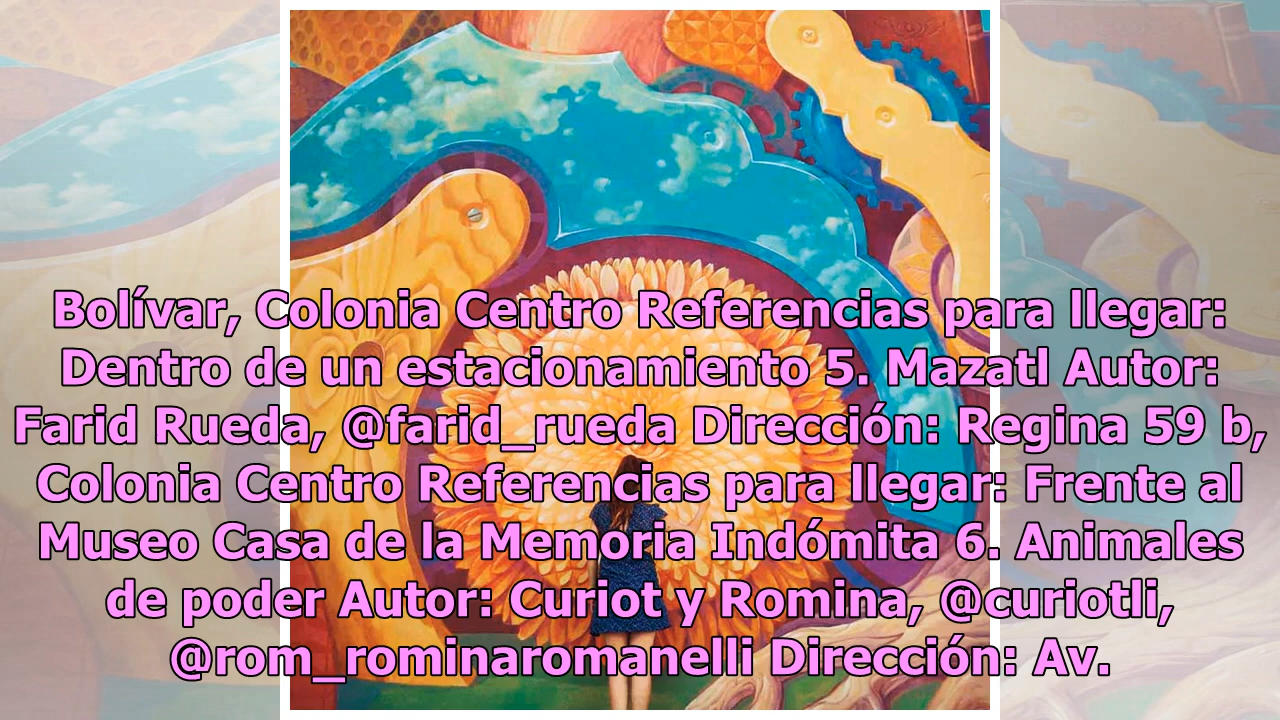 Bolívar, Colonia Centro Referencias para llegar:
Dentro de un estacionamiento 5. Mazatl Autor:
Farid Rueda, @farid_rueda Dirección: Regina 59 b,
Colonia Centro Referencias para llegar: Frente al
Museo Casa de la Memoria Indómita 6. Animales
de poder Autor: Curiot y Romina, @curiotli,
@rom_rominaromanelli Dirección: Av.